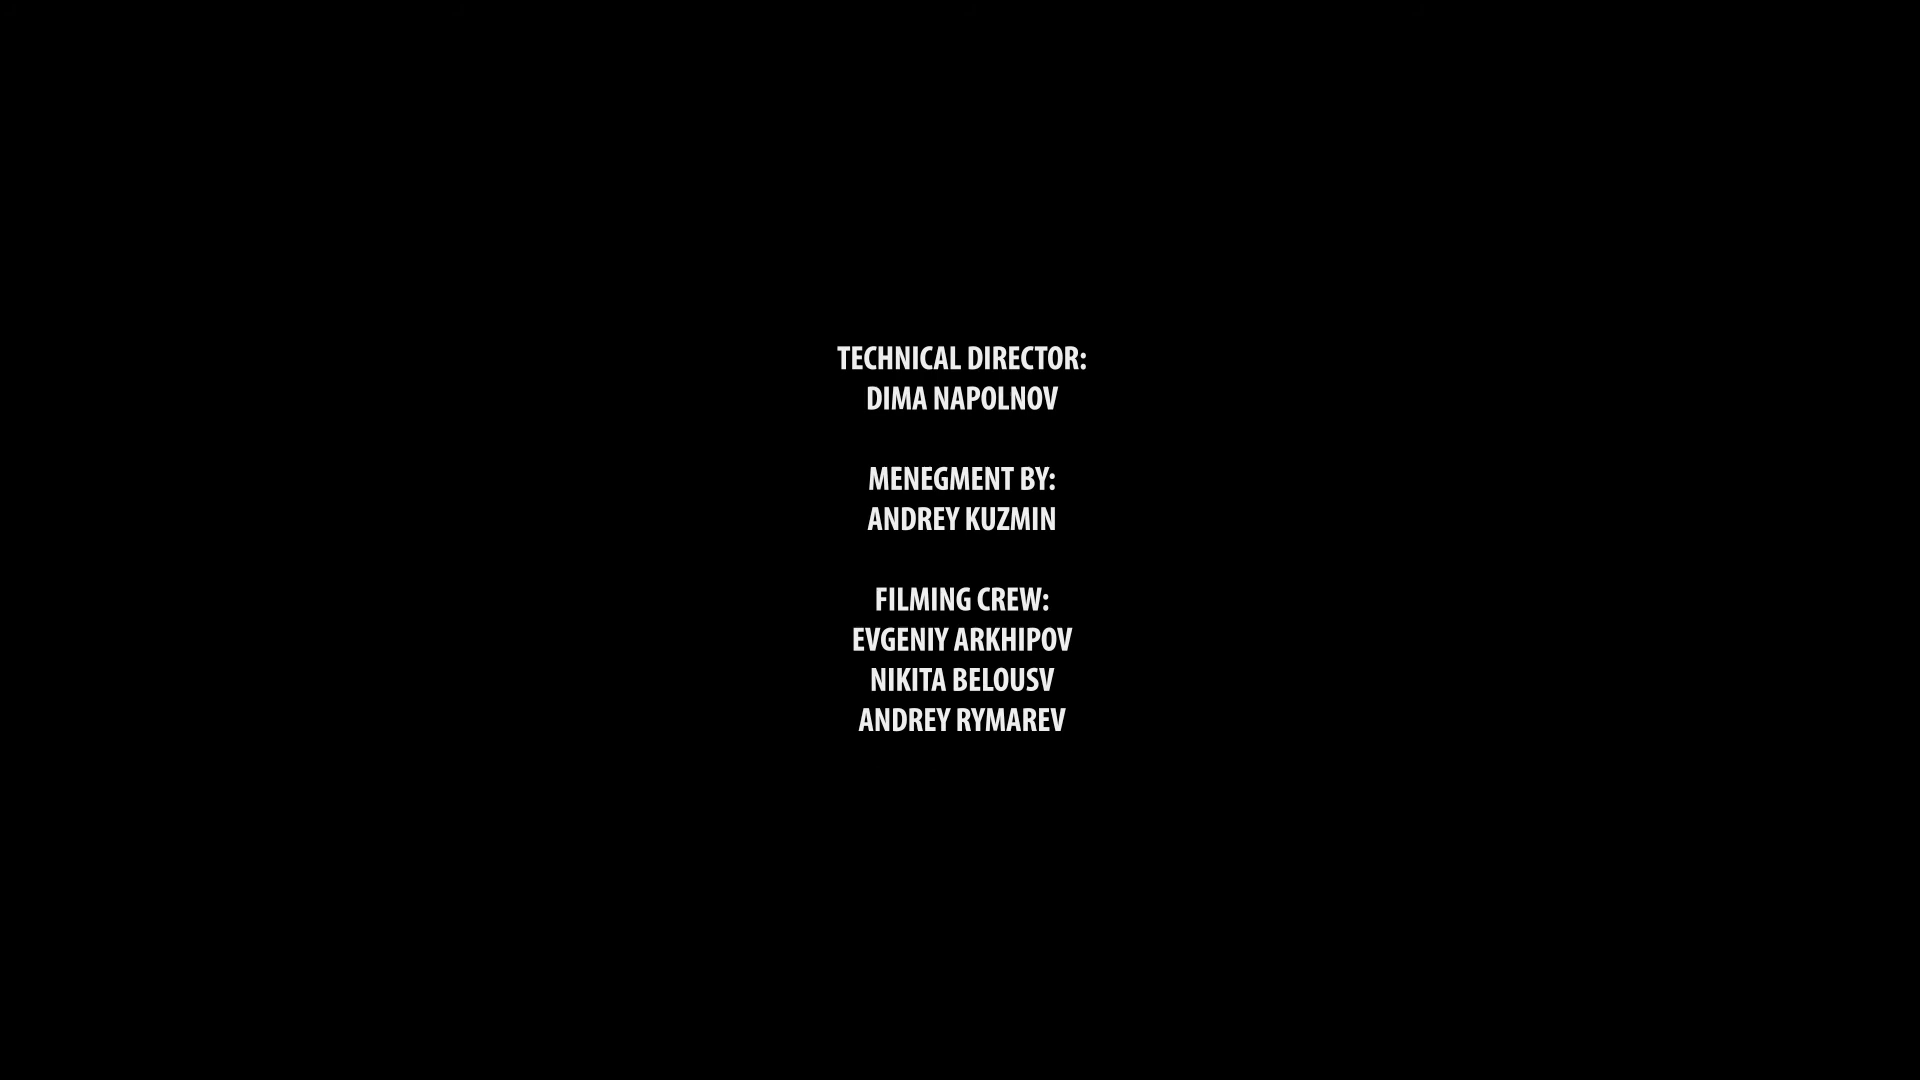 TECHNICAL DIRECTOR:
DIMA NAPOLNOV
MENEGMENT BY:
ANDREY KUZMIN
FILMING CREW:
EVGENIY ARKHIPOV
NIKITA BELOUSV
ANDREY RYMAREV